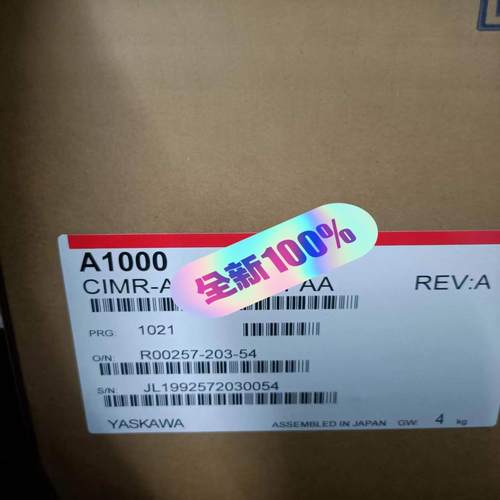 全新100%
A1000
CIMR-A AA
REV:A
PRG: 1021
O/N: R00257-203-54
S/N: JL1992572030054
YASKAWA ASSEMBLED IN JAPAN GW: 4 kg